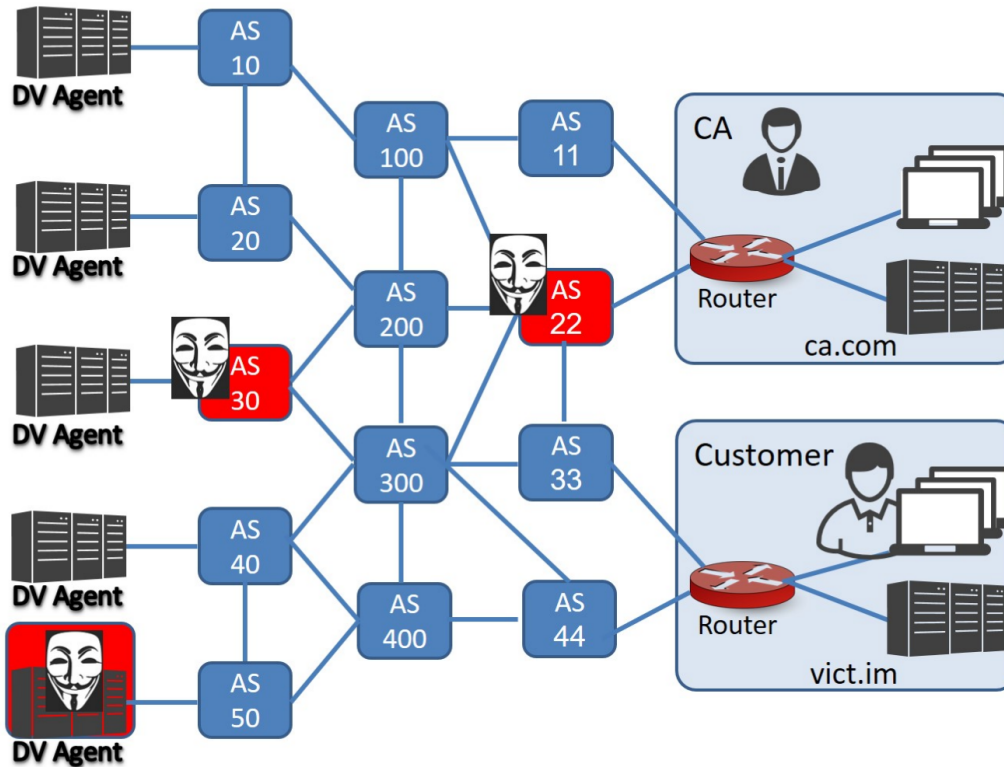 DV Agent
AS
10
AS
100
AS
11
CA
Router
ca.com
DV Agent
AS
20
AS
200
AS
22
DV Agent
AS
30
AS
300
AS
33
Customer
Router
vict.im
DV Agent
AS
40
AS
400
AS
44
DV Agent
AS
50